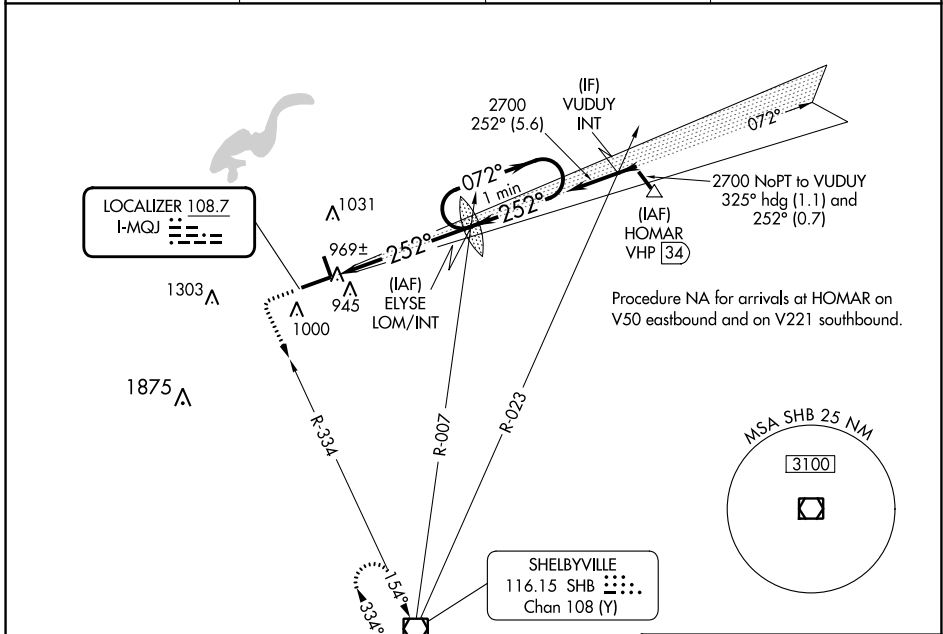 LOCALIZER 108.7
I-MQJ
1031
969±
945
1303
1000
1875
2700
252° (5.6)
(IF)
VUDUY
INT
072°
072°
1 min
252°
252°
(IAF)
ELYSE
LOM/INT
(IAF)
HOMAR
VHP 34
2700 NoPT to VUDUY
325° hdg (1.1) and
252° (0.7)
Procedure NA for arrivals at HOMAR on
V50 eastbound and on V221 southbound.
R-334
R-007
R-023
MSA SHB 25 NM
3100
154°
334°
SHELBYVILLE
116.15 SHB
Chan 108 (Y)